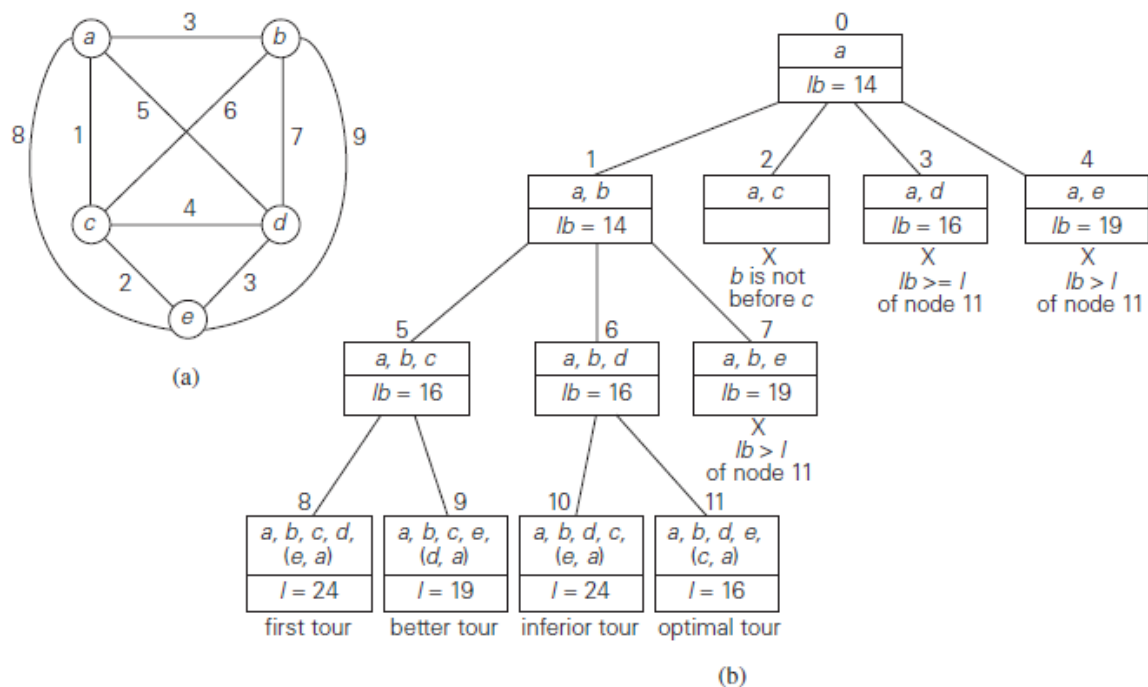 3
a
b
8
5
6
9
1
7
c
4
d
2
3
e
(a)
0
a
lb = 14
1
2
3
4
a, b
a, c
a, d
a, e
lb = 14
lb = 16
lb = 19
X
X
X
b is not
before c
lb >= l
of node 11
lb > l
of node 11
5
6
7
a, b, c
a, b, d
a, b, e
lb = 16
lb = 16
lb = 19
X
lb > l
of node 11
8
9
10
11
a, b, c, d,
(e, a)
l = 24
a, b, c, e,
(d, a)
l = 19
a, b, d, c,
(e, a)
l = 24
a, b, d, e,
(c, a)
l = 16
first tour
better tour
inferior tour
optimal tour
(b)